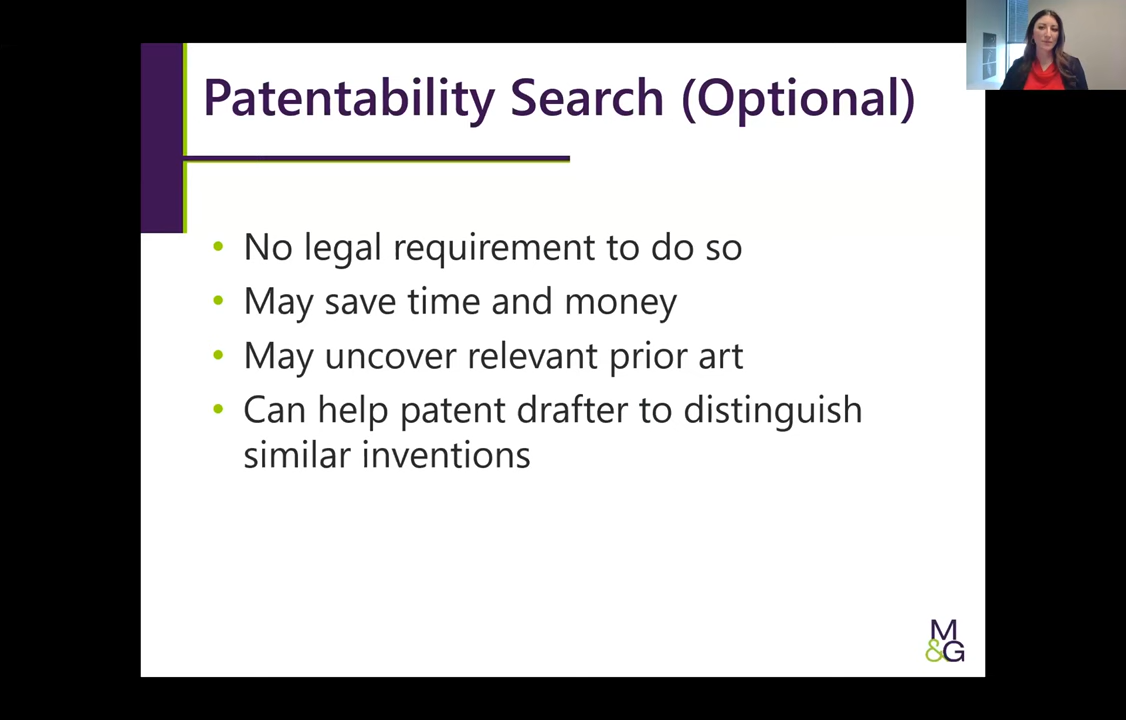 Patentability Search (Optional)
• No legal requirement to do so
• May save time and money
• May uncover relevant prior art
• Can help patent drafter to distinguish
similar inventions
M
&G